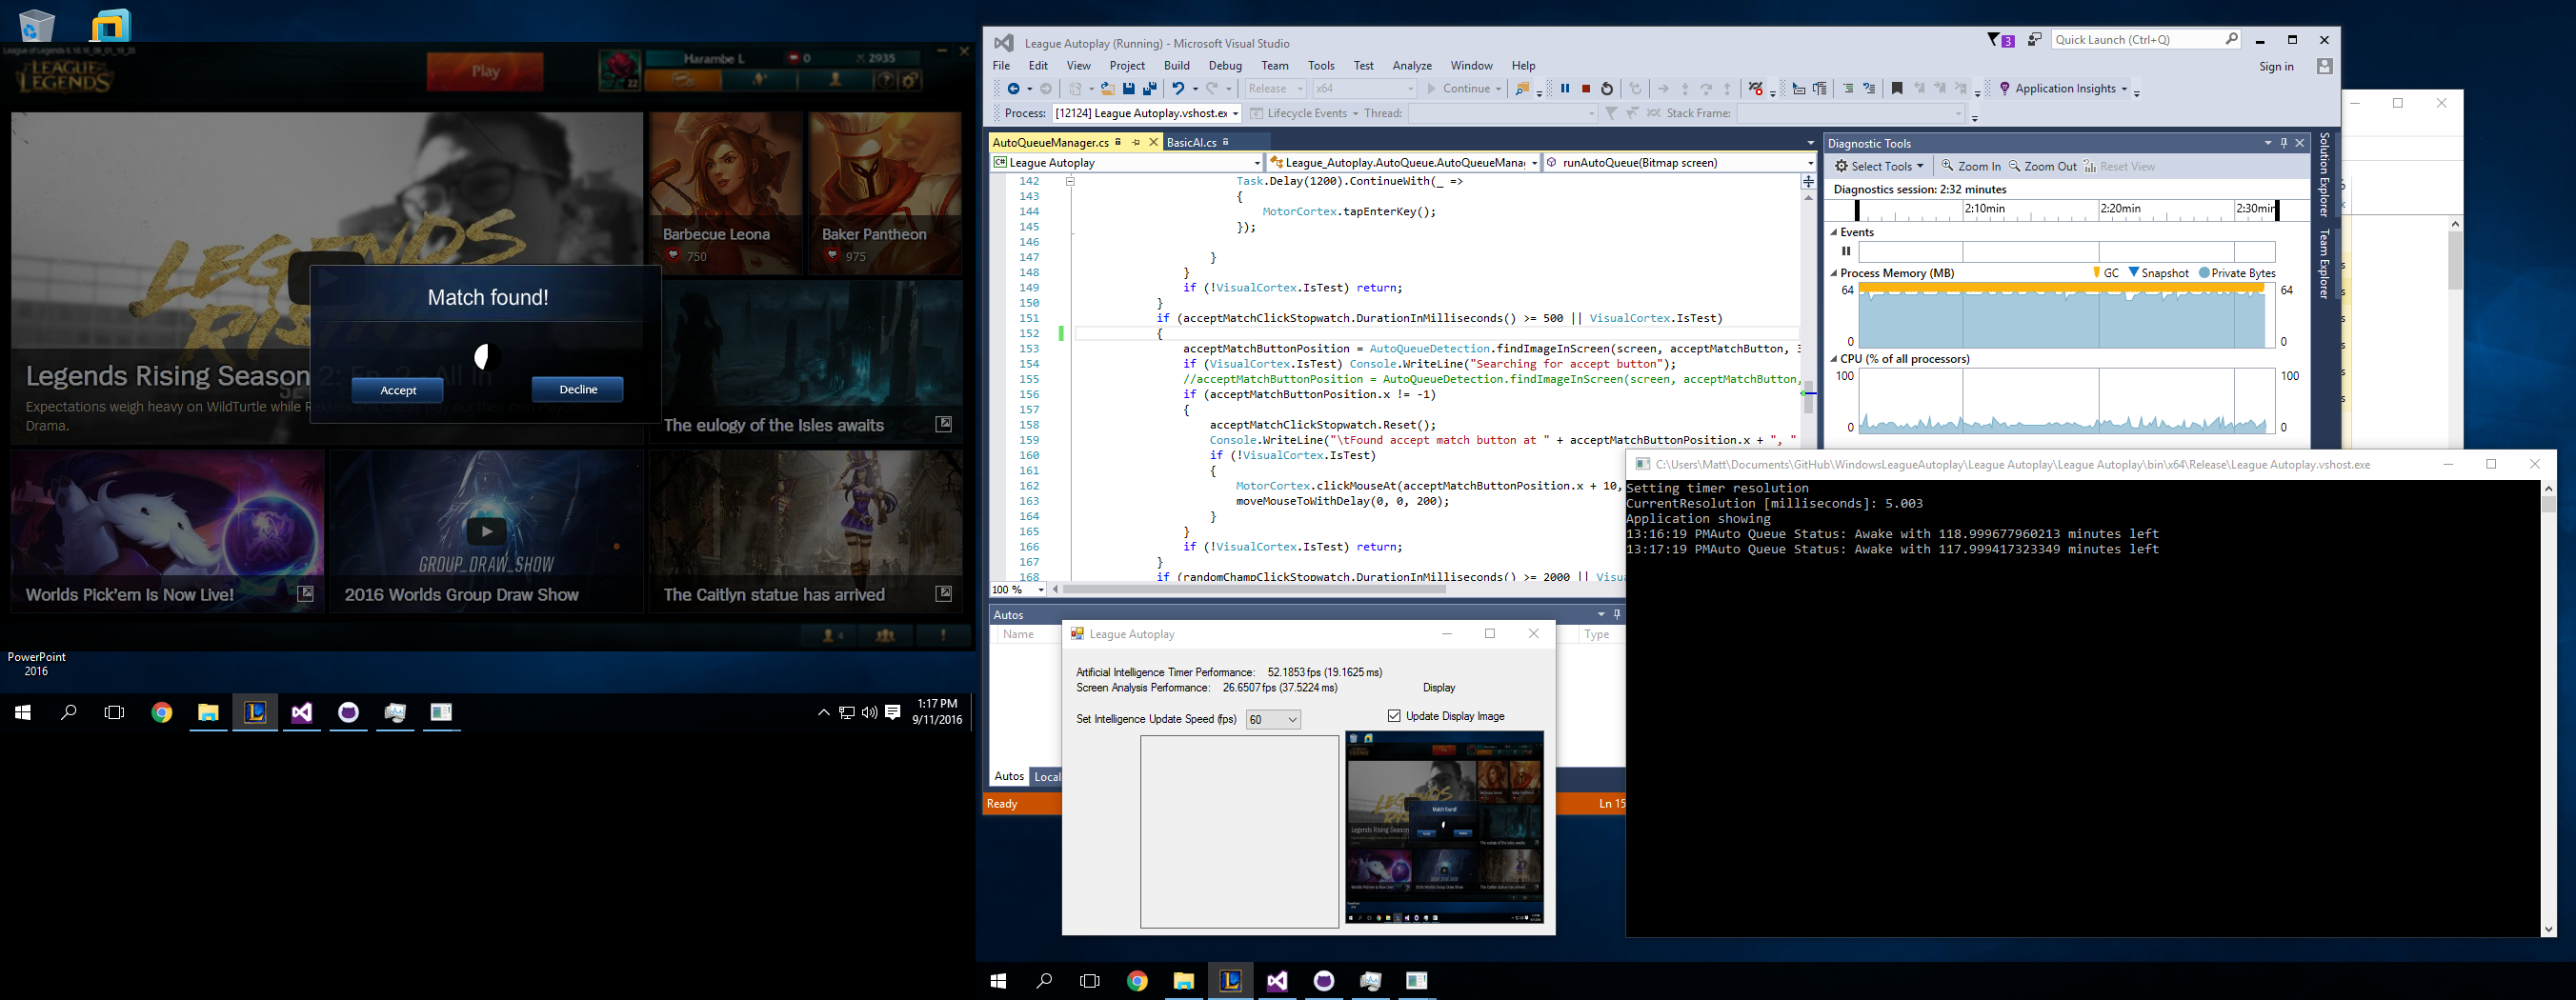 League of Legends 6.18.16_09_01_19_25
LEAGUE OF LEGENDS
Play
Harambe L
0
2935
22
LEGENDS
RISING
Match found!
Accept
Decline
Legends Rising Season 2: Ep. 2 - All In
Expectations weigh heavy on WildTurtle while
Drama.
Barbecue Leona
750
Baker Pantheon
975
The eulogy of the Isles awaits
Worlds Pick'em Is Now Live!
GROUP_DRAW_SHOW
2016 Worlds Group Draw Show
The Caitlyn statue has arrived
4
PowerPoint
2016
1:17 PM
9/11/2016
League Autoplay (Running) - Microsoft Visual Studio
3
Quick Launch (Ctrl+Q)
File Edit View Project Build Debug Team Tools Test Analyze Window Help
Sign in
Release x64 Continue Application Insights
Process: [12124] League Autoplay.vshost.ex Lifecycle Events Thread: Stack Frame:
AutoQueueManager.cs BasicAI.cs
League Autoplay League_Autoplay.AutoQueue.AutoQueueMana runAutoQueue(Bitmap screen)
142 Task.Delay(1200).ContinueWith(_ =>
143 {
144 MotorCortex.tapEnterKey();
145 });
146
147 }
148 }
149 if (!VisualCortex.IsTest) return;
150 }
151 if (acceptMatchClickStopwatch.DurationInMilliseconds() >= 500 || VisualCortex.IsTest)
152 {
153 acceptMatchButtonPosition = AutoQueueDetection.findImageInScreen(screen, acceptMatchButton, 3
154 if (VisualCortex.IsTest) Console.WriteLine("Searching for accept button");
155 //acceptMatchButtonPosition = AutoQueueDetection.findImageInScreen(screen, acceptMatchButton,
156 if (acceptMatchButtonPosition.x != -1)
157 {
158 acceptMatchClickStopwatch.Reset();
159 Console.WriteLine("\tFound accept match button at " + acceptMatchButtonPosition.x + ", "
160 if (!VisualCortex.IsTest)
161 {
162 MotorCortex.clickMouseAt(acceptMatchButtonPosition.x + 10,
163 moveMouseToWithDelay(0, 0, 200);
164 }
165 }
166 if (!VisualCortex.IsTest) return;
167 }
168 if (randomChampClickStopwatch.DurationInMilliseconds() >= 2000 || Visu
100 %
Autos
Name
Type
Autos Local
Ready
Ln 15
Diagnostic Tools
Select Tools Zoom In Zoom Out Reset View
Diagnostics session: 2:32 minutes
2:10min 2:20min 2:30min
Events
Process Memory (MB) GC Snapshot Private Bytes
64 64
0 0
CPU (% of all processors)
100 100
0 0
Solution Explorer
Team Explorer
League Autoplay
Artificial Intelligence Timer Performance: 52.1853 fps (19.1625 ms)
Screen Analysis Perfomance: 26.6507 fps (37.5224 ms)
Display
Set Intelligence Update Speed (fps) 60
Update Display Image
C:\Users\Matt\Documents\GitHub\WindowsLeagueAutoplay\League Autoplay\League Autoplay\bin\x64\Release\League Autoplay.vshost.exe
Setting timer resolution
CurrentResolution [milliseconds]: 5.003
Application showing
13:16:19 PMAuto Queue Status: Awake with 118.999677960213 minutes left
13:17:19 PMAuto Queue Status: Awake with 117.999417323349 minutes left